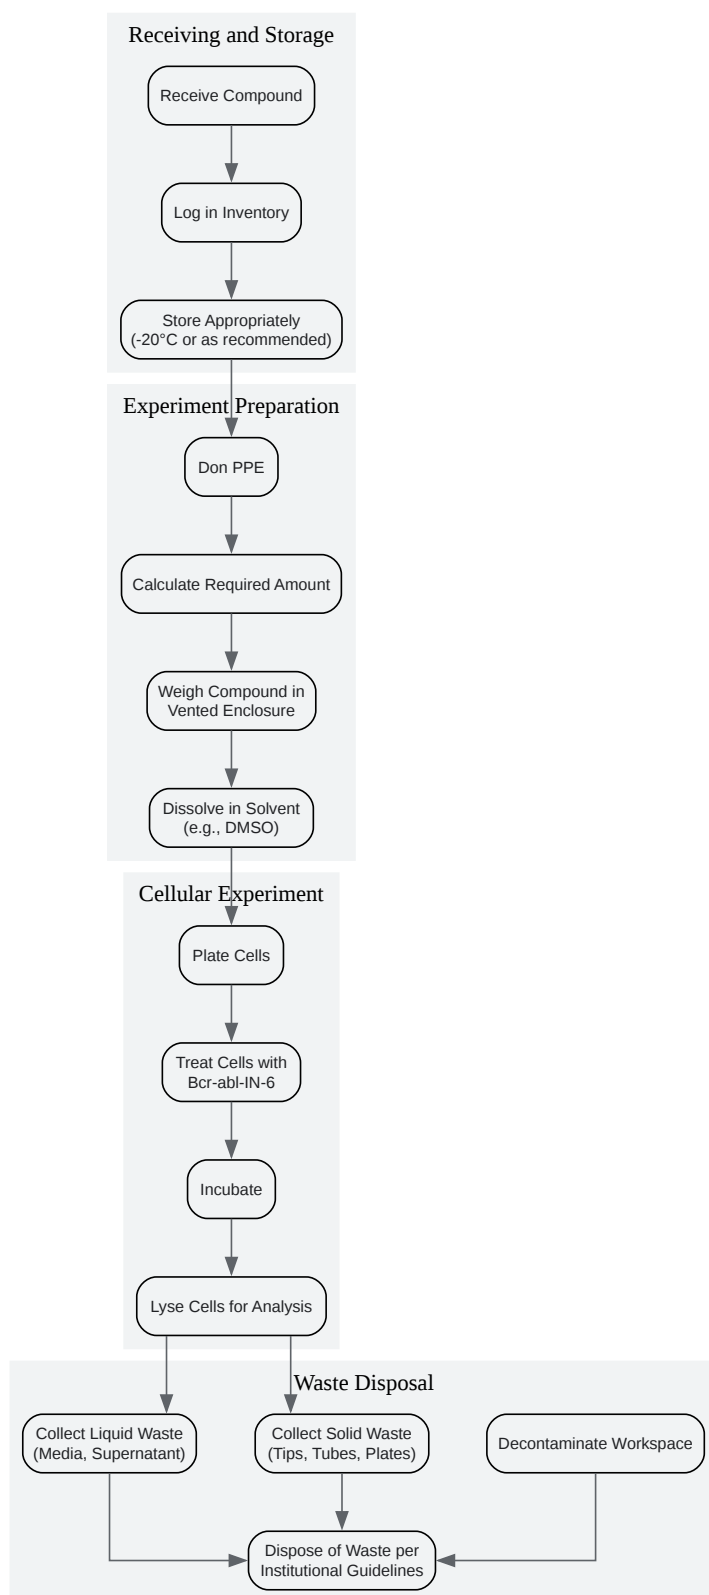 Receiving and Storage
Receive Compound
Log in Inventory
Store Appropriately
(-20°C or as recommended)
Experiment Preparation
Don PPE
Calculate Required Amount
Weigh Compound in
Vented Enclosure
Dissolve in Solvent
(e.g., DMSO)
Cellular Experiment
Plate Cells
Treat Cells with
Bcr-abl-IN-6
Incubate
Lyse Cells for Analysis
Waste Disposal
Collect Liquid Waste
(Media, Supernatant)
Collect Solid Waste
(Tips, Tubes, Plates)
Decontaminate Workspace
Dispose of Waste per
Institutional Guidelines